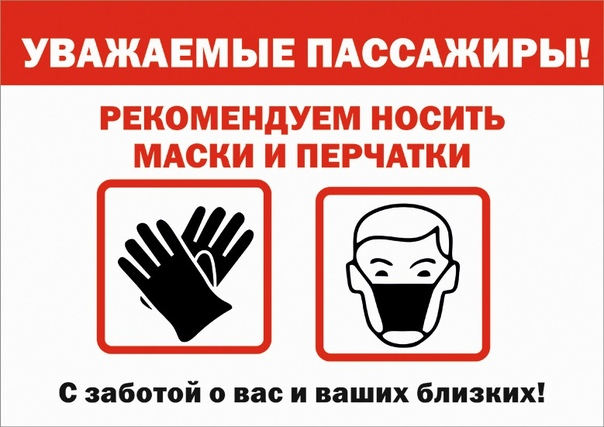 УВАЖАЕМЫЕ ПАССАЖИРЫ!
РЕКОМЕНДУЕМ НОСИТЬ
МАСКИ И ПЕРЧАТКИ
С заботой о вас и ваших близких!